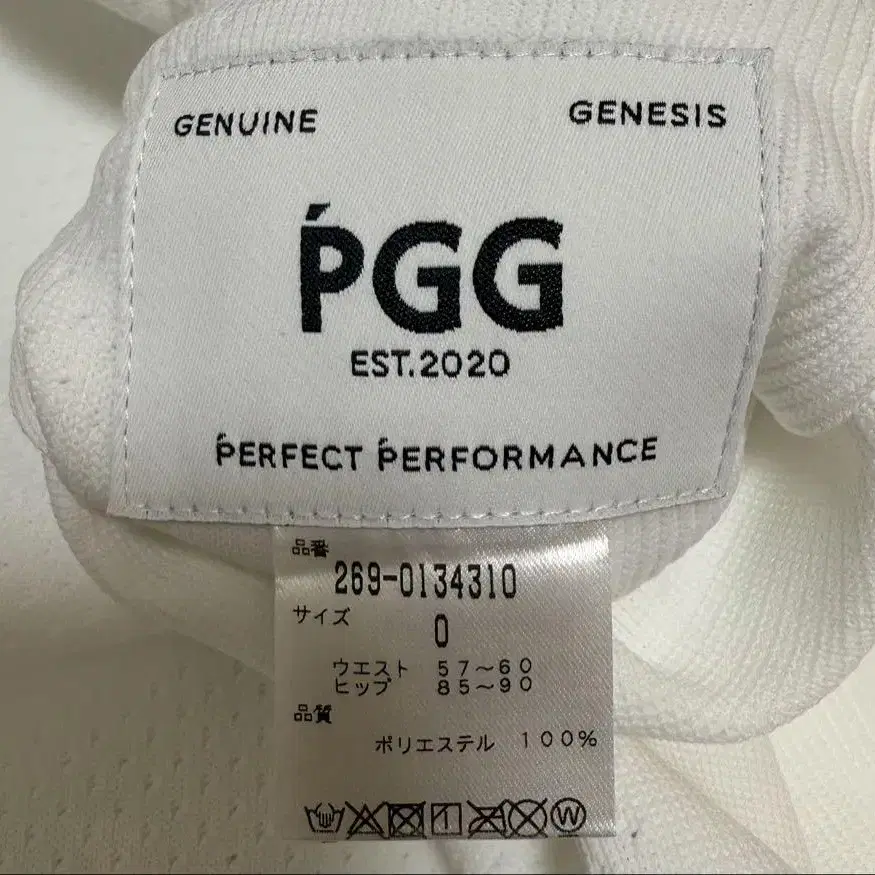 GENUINE GENESIS
ṔGG
EST.2020
ṔERFECT ṔERFORMANCE
品番
269-0134310
サイズ
0
ウエスト 57~60
ヒップ 85~90
品質
ポリエステル 100%
W